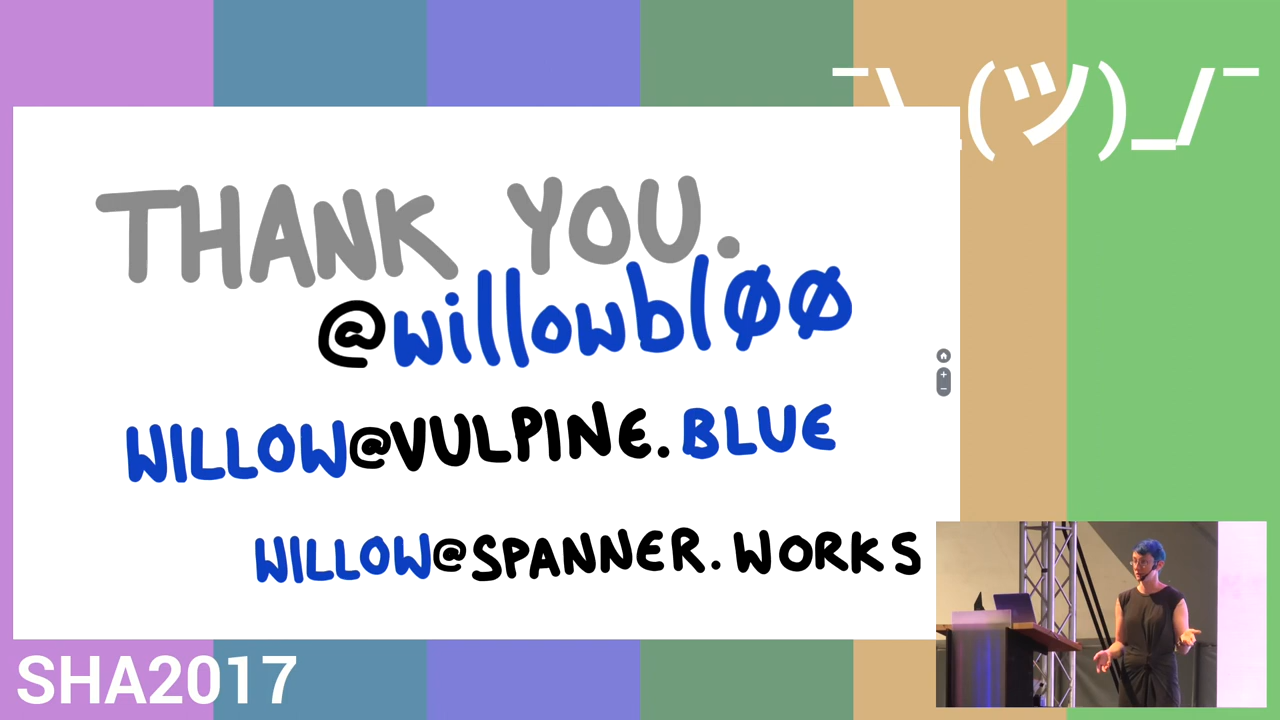 ¯\_(ツ)_/¯
THANK YOU.
@willowbl00
WILLOW@VULPINE.BLUE
WILLOW@SPANNER.WORKS
SHA2017